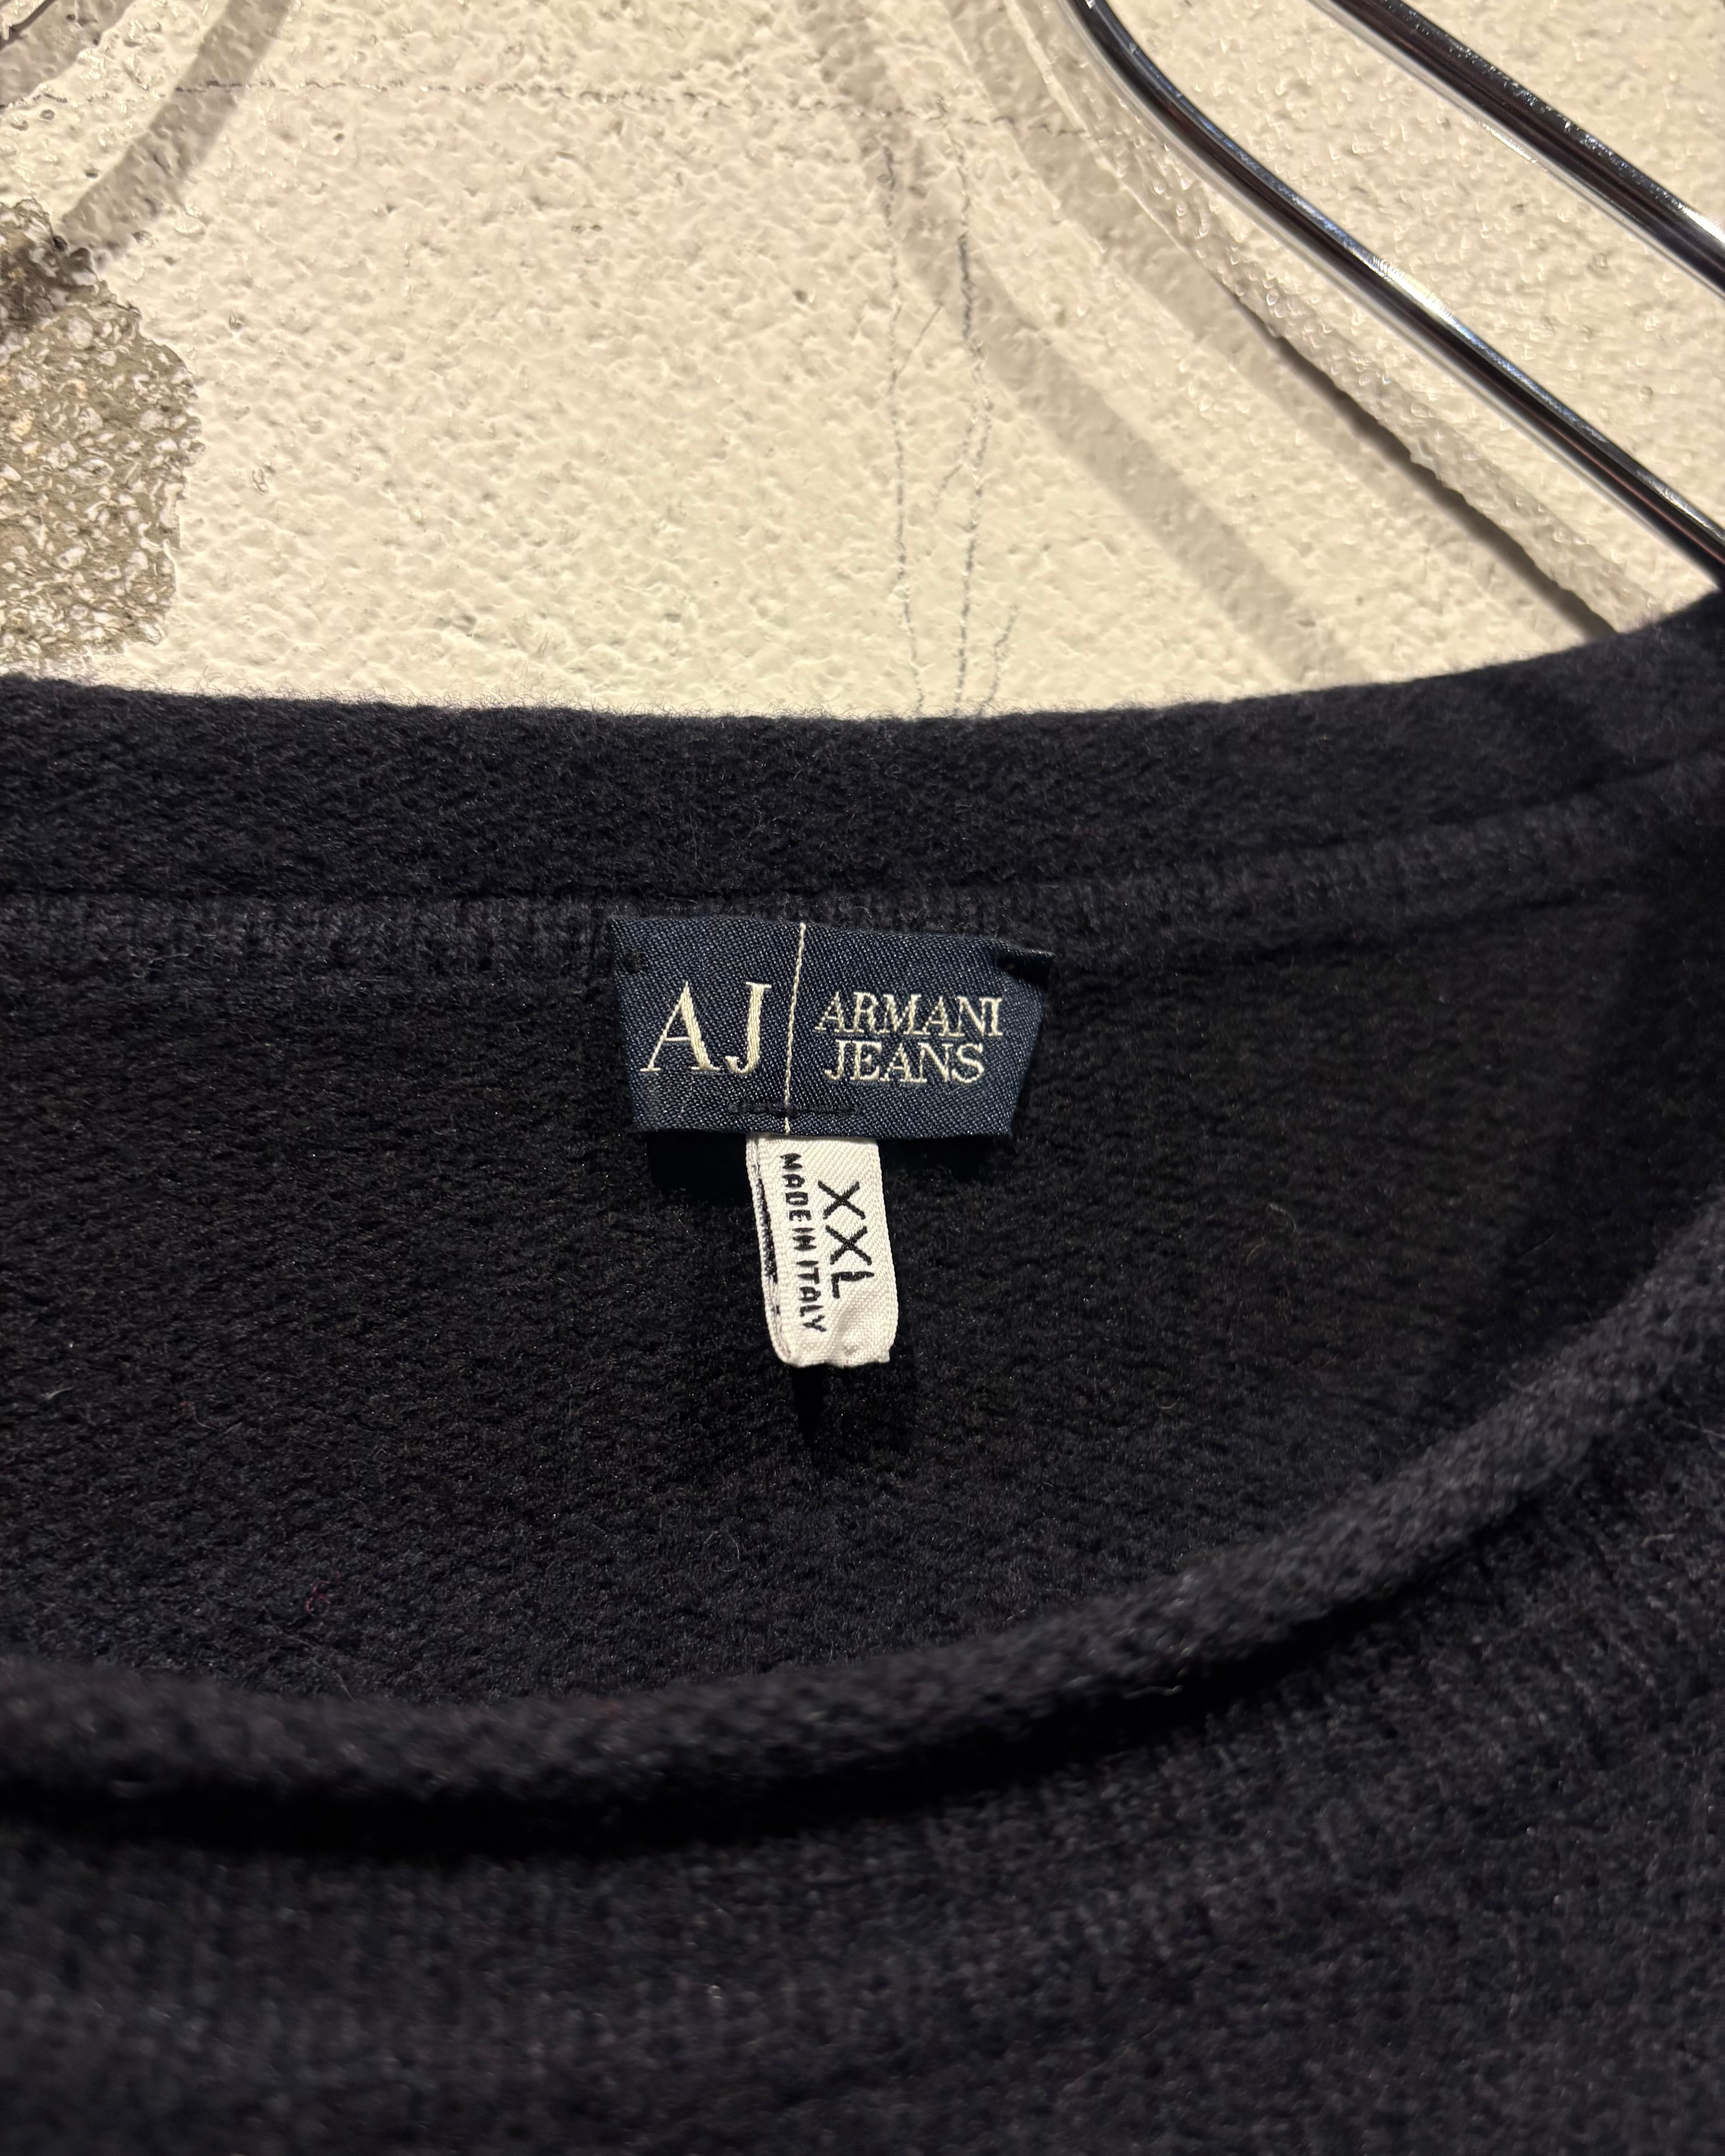 AJ
ARMANI
JEANS
XXL
MADE IN ITALY